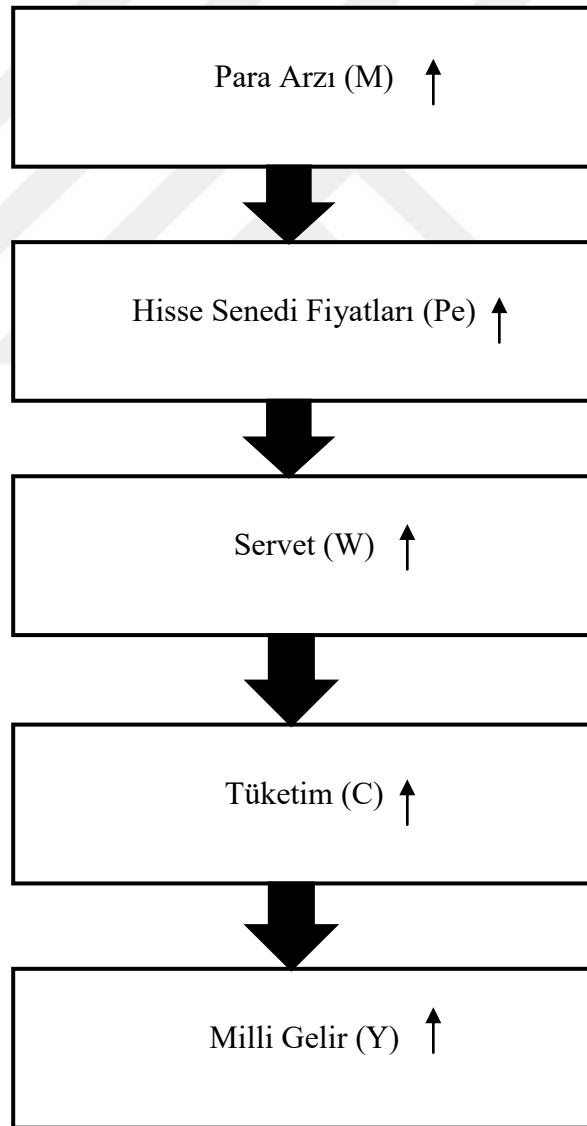 Para Arzı (M)
Hisse Senedi Fiyatları (Pe)
Servet (W)
Tüketim (C)
Milli Gelir (Y)